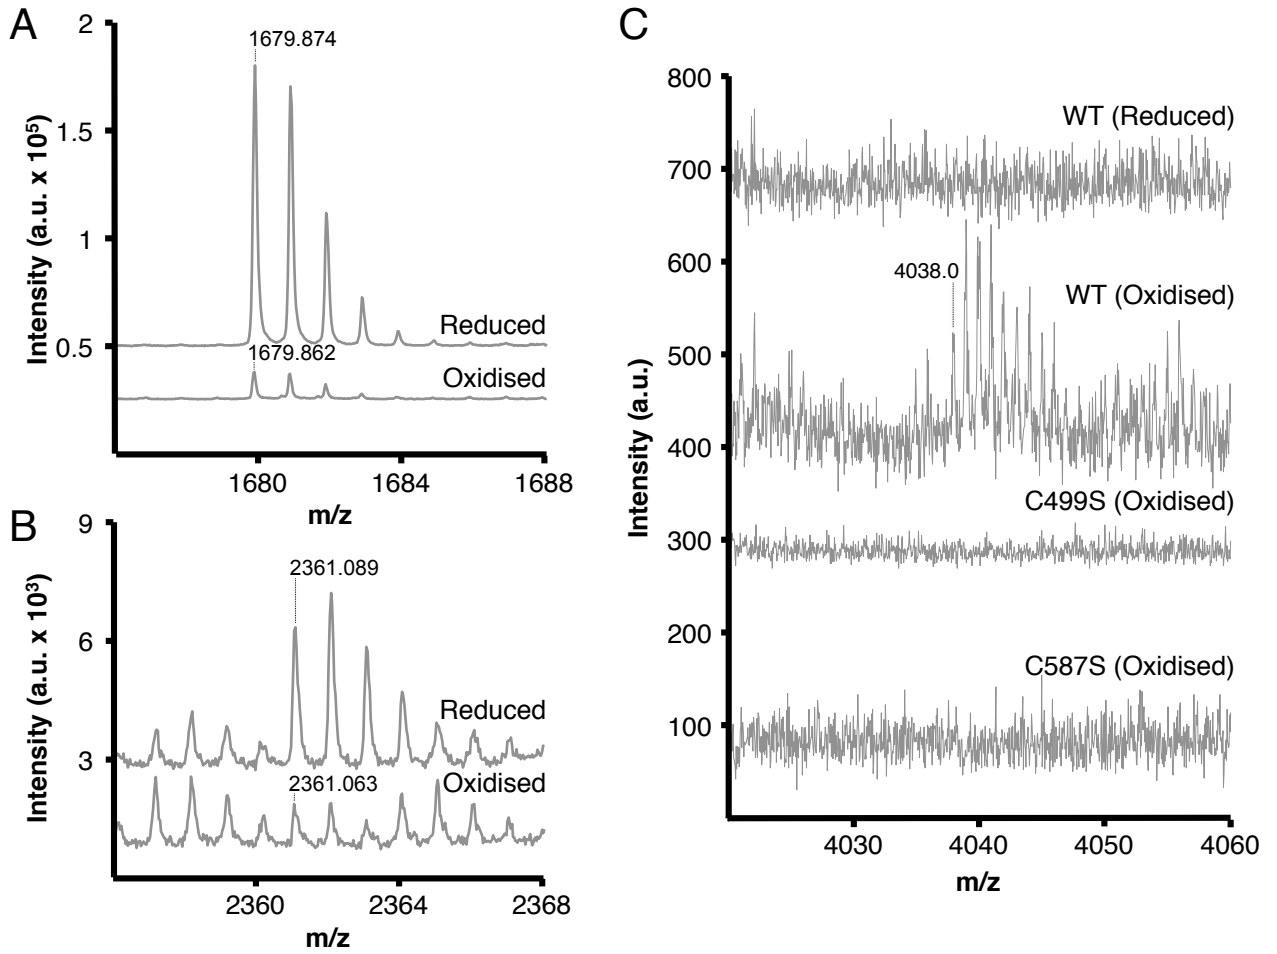 A
2
1.5
1
0.5
Intensity (a.u. x 10⁵)
1679.874
Reduced
1679.862
Oxidised
1680
1684
1688
m/z
B
9
6
3
Intensity (a.u. x 10³)
2361.089
Reduced
2361.063
Oxidised
2360
2364
2368
m/z
C
800
700
600
500
400
300
200
100
Intensity (a.u.)
WT (Reduced)
4038.0
WT (Oxidised)
C499S (Oxidised)
C587S (Oxidised)
4030
4040
4050
4060
m/z